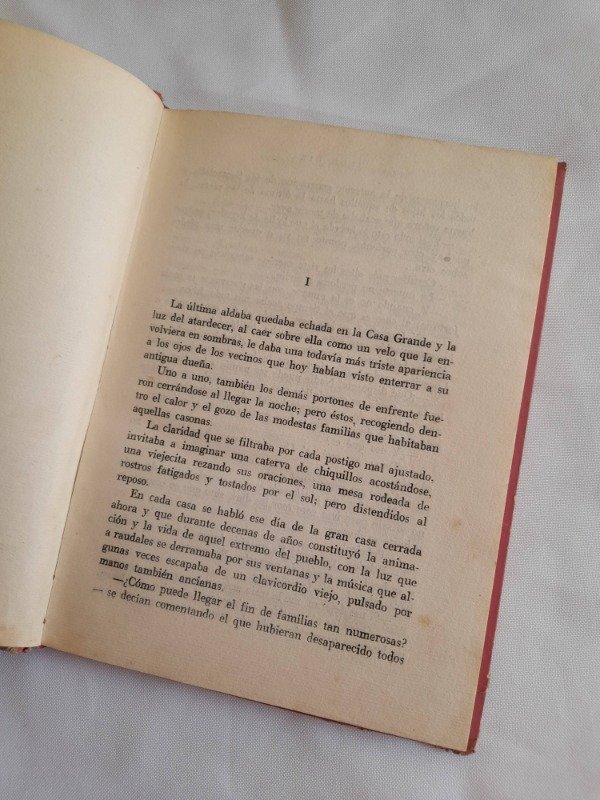 I
La última aldaba quedaba echada en la Casa Grande y la
luz del atardecer, al caer sobre ella como un velo que la en-
volviera en sombras, le daba una todavía más triste apariencia
a los ojos de los vecinos que hoy habían visto enterrar a su
antigua dueña.
Uno a uno, también los demás portones de enfrente fue-
ron cerrándose al llegar la noche; pero éstos, recogiendo den-
tro el calor y el gozo de las modestas familias que habitaban
aquellas casonas.
La claridad que se filtraba por cada postigo mal ajustado,
invitaba a imaginar una caterva de chiquillos acostándose,
una viejecita rezando sus oraciones, una mesa rodeada de
rostros fatigados y tostados por el sol; pero distendidos al
reposo.
En cada casa se habló ese día de la gran casa cerrada
ahora y que durante decenas de años constituyó la anima-
ción y la vida de aquel extremo del pueblo, con la luz que
a raudales se derramaba por sus ventanas y la música que al-
gunas veces escapaba de un clavicordio viejo, pulsado por
manos también ancianas.
—¿Cómo puede llegar el fin de familias tan numerosas?
— se decían comentando el que hubieran desaparecido todos